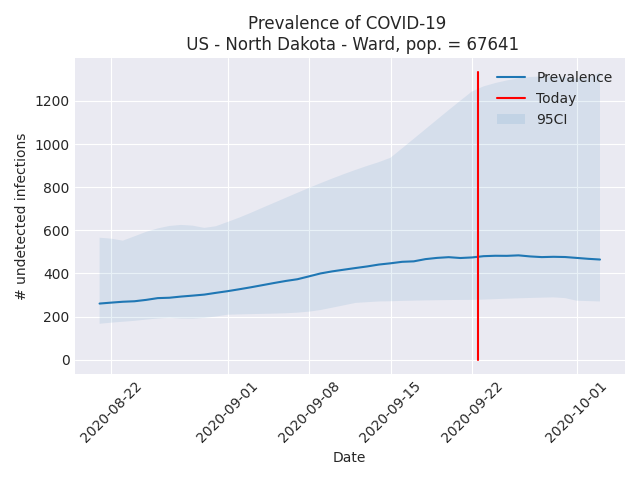 Prevalence of COVID-19
US - North Dakota - Ward, pop. = 67641
Prevalence
Today
95CI
# undetected infections
1200
1000
800
600
400
200
0
2020-08-22
2020-09-01
2020-09-08
2020-09-15
2020-09-22
2020-10-01
Date